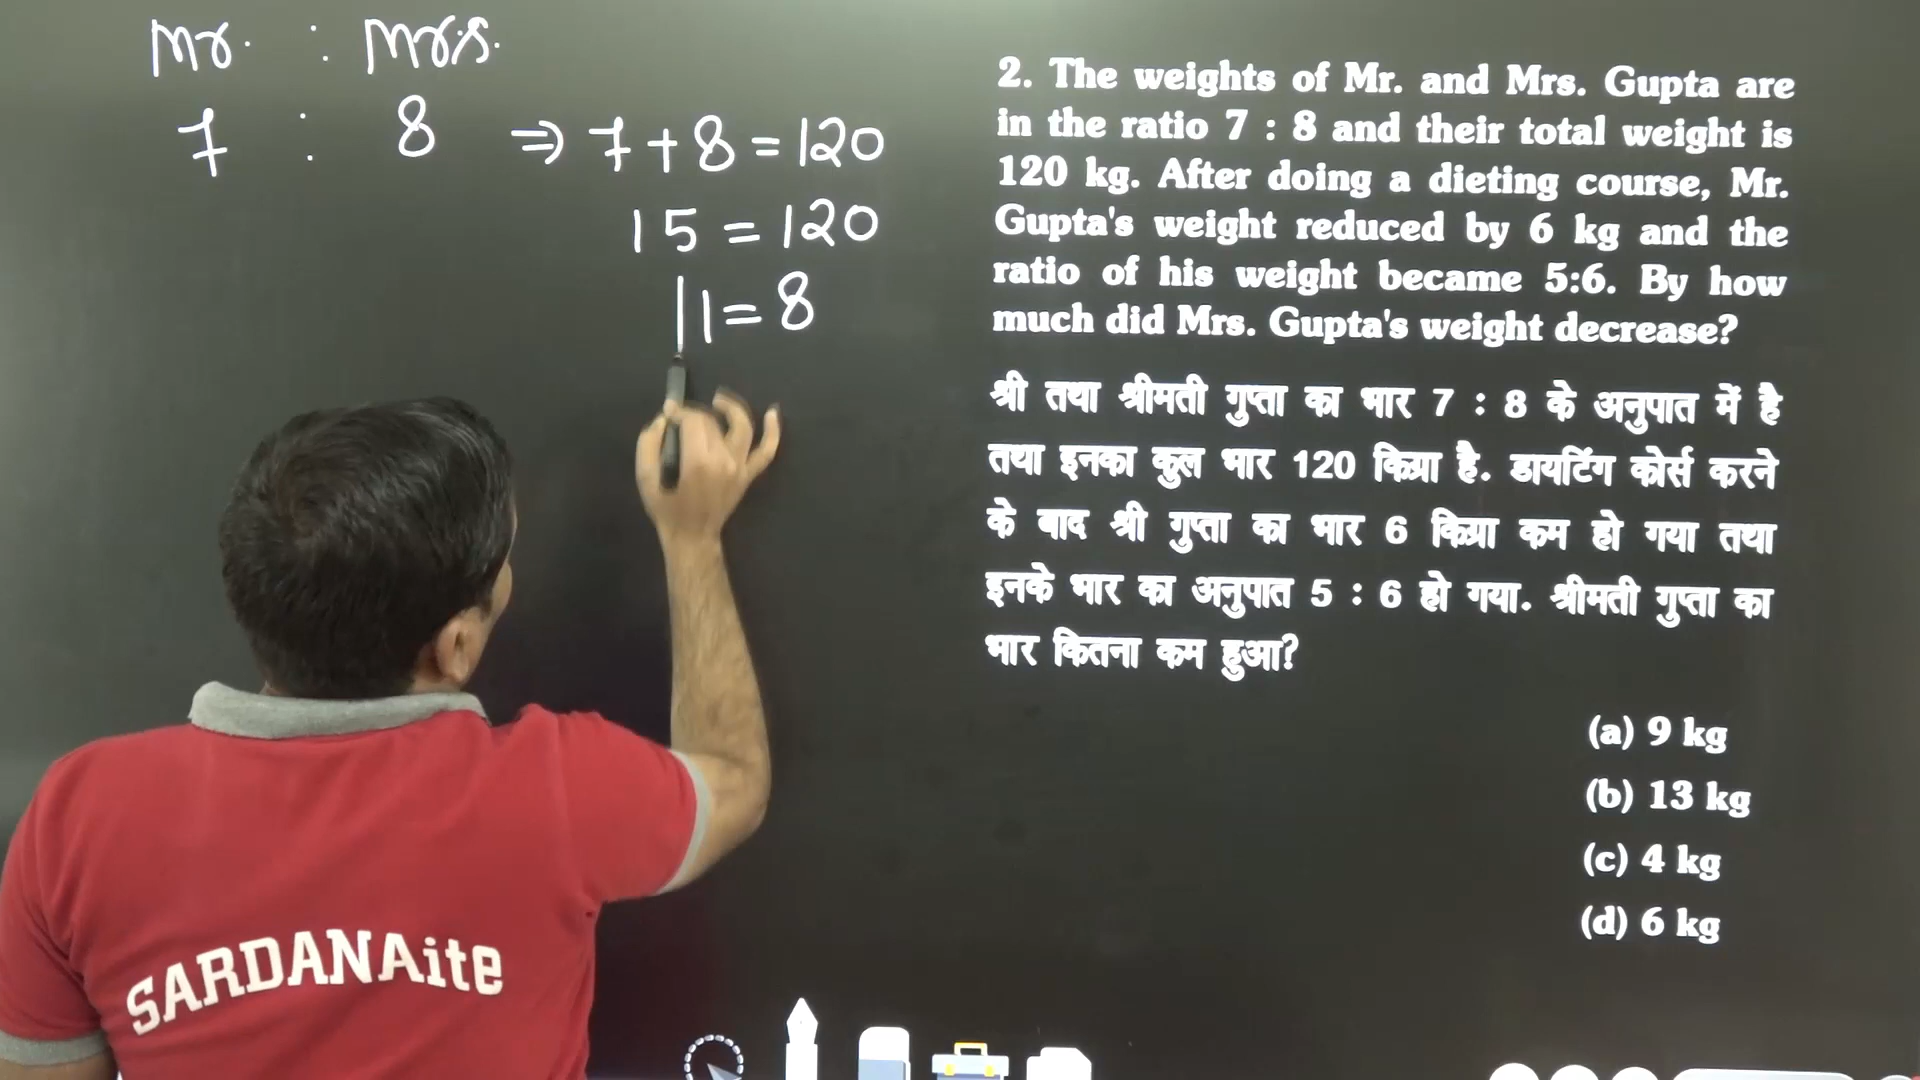 Mr. : Mrs.
7 : 8 ⇒ 7+8=120
15=120
11=8
2. The weights of Mr. and Mrs. Gupta are
in the ratio 7 : 8 and their total weight is
120 kg. After doing a dieting course, Mr.
Gupta's weight reduced by 6 kg and the
ratio of his weight became 5:6. By how
much did Mrs. Gupta's weight decrease?
श्री तथा श्रीमती गुप्ता का भार 7 : 8 के अनुपात में है
तथा इनका कुल भार 120 किग्रा है. डायटिंग कोर्स करने
के बाद श्री गुप्ता का भार 6 किग्रा कम हो गया तथा
इनके भार का अनुपात 5 : 6 हो गया. श्रीमती गुप्ता का
भार कितना कम हुआ?
(a) 9 kg
(b) 13 kg
(c) 4 kg
(d) 6 kg
SARDANAite